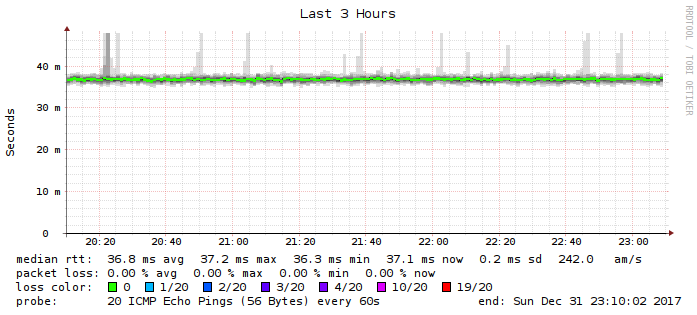 Last 3 Hours
RRDTOOL / TOBI OETIKER
Seconds
40 m
30 m
20 m
10 m
0
20:20 20:40 21:00 21:20 21:40 22:00 22:20 22:40 23:00
median rtt: 36.8 ms avg 37.2 ms max 36.3 ms min 37.1 ms now 0.2 ms sd 242.0 am/s
packet loss: 0.00 % avg 0.00 % max 0.00 % min 0.00 % now
loss color: 0 1/20 2/20 3/20 4/20 10/20 19/20
probe: 20 ICMP Echo Pings (56 Bytes) every 60s end: Sun Dec 31 23:10:02 2017